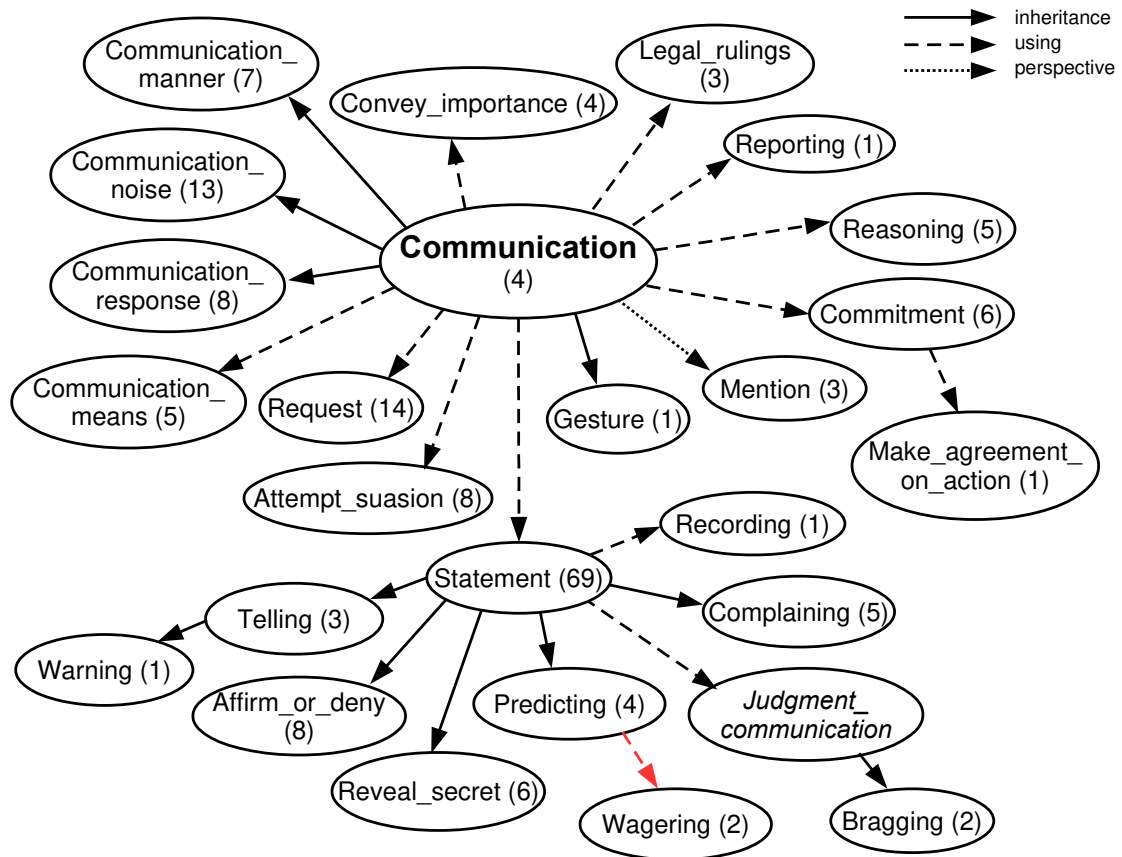 inheritance
using
perspective
Communication_
manner (7)
Convey_importance (4)
Legal_rulings
(3)
Reporting (1)
Communication_
noise (13)
Reasoning (5)
Communication
(4)
Communication_
response (8)
Commitment (6)
Communication_
means (5)
Request (14)
Gesture (1)
Mention (3)
Make_agreement_
on_action (1)
Attempt_suasion (8)
Recording (1)
Statement (69)
Complaining (5)
Telling (3)
Warning (1)
Affirm_or_deny
(8)
Predicting (4)
Judgment_
communication
Reveal_secret (6)
Wagering (2)
Bragging (2)